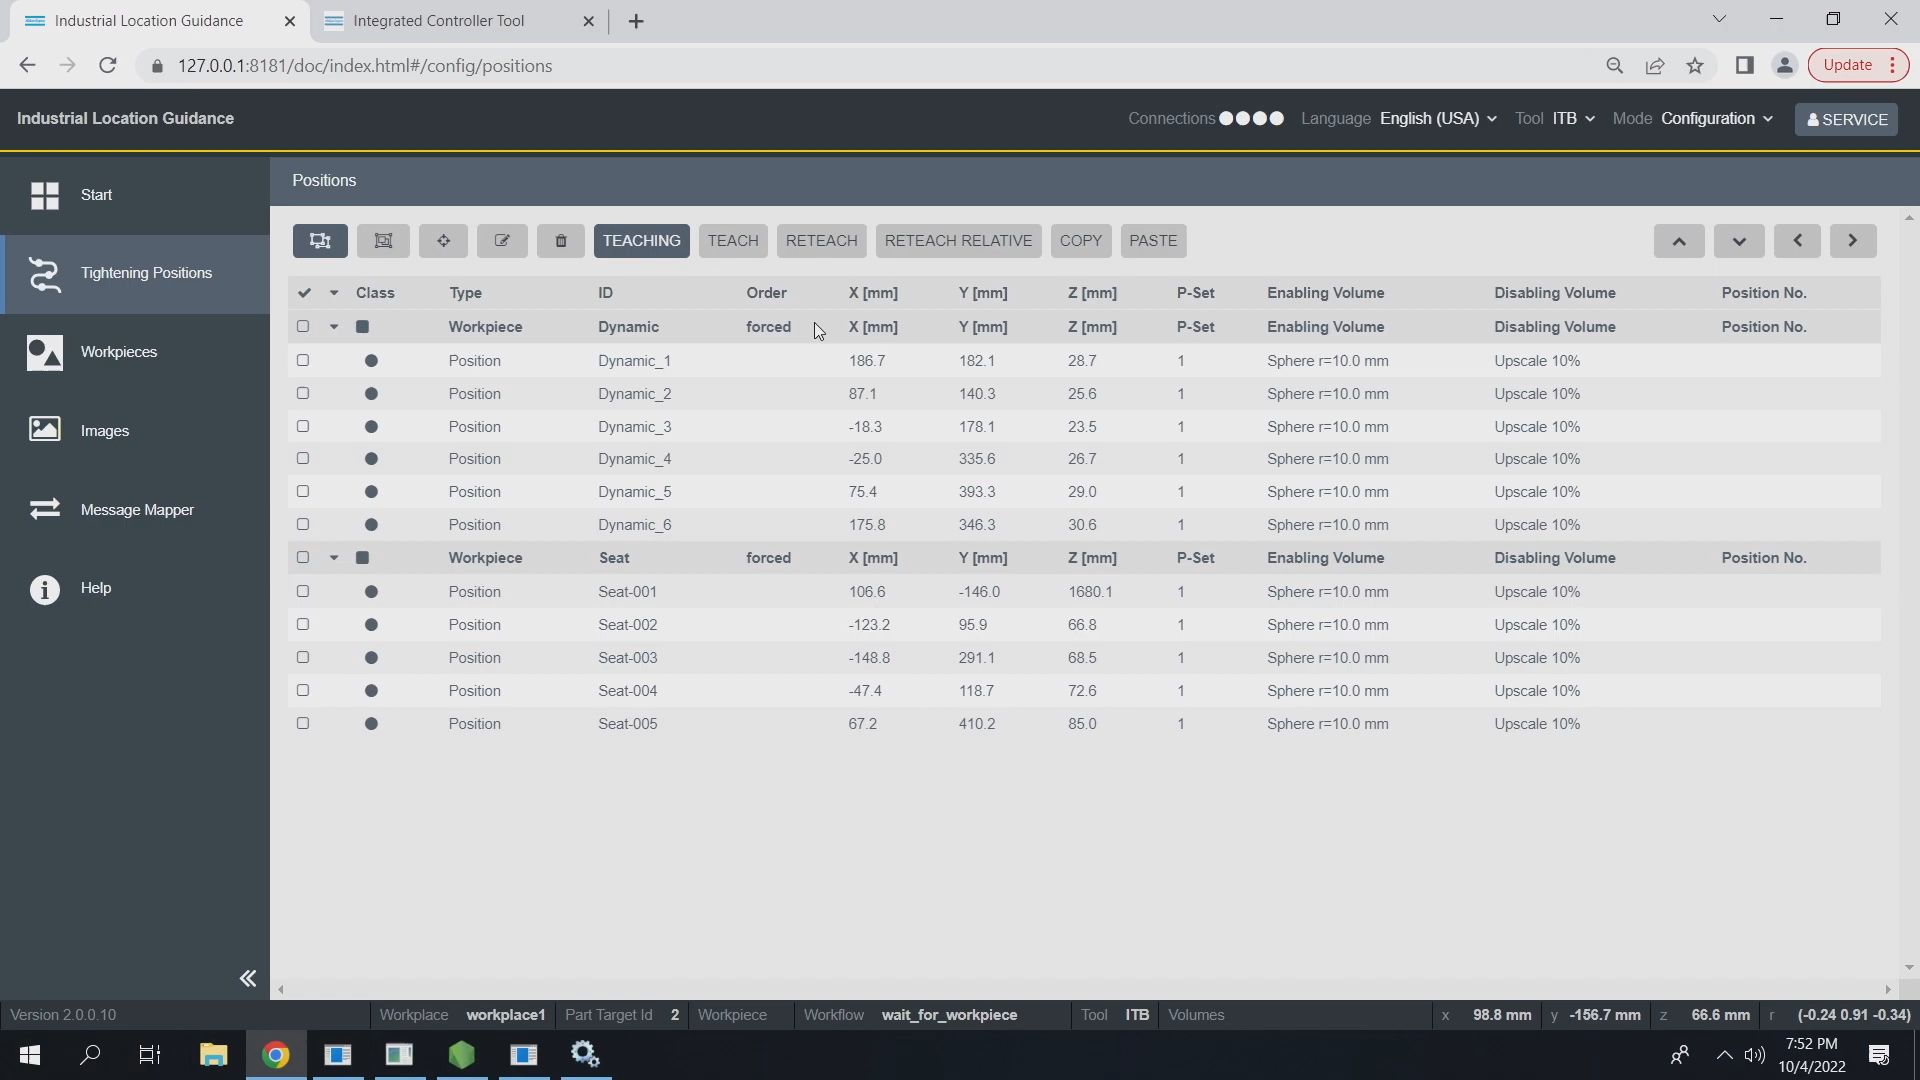 Industrial Location Guidance
Integrated Controller Tool
127.0.0.1:8181/doc/index.html#/config/positions
Update
Industrial Location Guidance
Connections
Language English (USA)
Tool ITB
Mode Configuration
SERVICE
Start
Tightening Positions
Workpieces
Images
Message Mapper
Help
Positions
TEACHING TEACH RETEACH RETEACH RELATIVE COPY PASTE
Class Type ID Order X [mm] Y [mm] Z [mm] P-Set Enabling Volume Disabling Volume Position No.
Workpiece Dynamic forced X [mm] Y [mm] Z [mm] P-Set Enabling Volume Disabling Volume Position No.
Position Dynamic_1 186.7 182.1 28.7 1 Sphere r=10.0 mm Upscale 10%
Position Dynamic_2 87.1 140.3 25.6 1 Sphere r=10.0 mm Upscale 10%
Position Dynamic_3 -18.3 178.1 23.5 1 Sphere r=10.0 mm Upscale 10%
Position Dynamic_4 -25.0 335.6 26.7 1 Sphere r=10.0 mm Upscale 10%
Position Dynamic_5 75.4 393.3 29.0 1 Sphere r=10.0 mm Upscale 10%
Position Dynamic_6 175.8 346.3 30.6 1 Sphere r=10.0 mm Upscale 10%
Workpiece Seat forced X [mm] Y [mm] Z [mm] P-Set Enabling Volume Disabling Volume Position No.
Position Seat-001 106.6 -146.0 1680.1 1 Sphere r=10.0 mm Upscale 10%
Position Seat-002 -123.2 95.9 66.8 1 Sphere r=10.0 mm Upscale 10%
Position Seat-003 -148.8 291.1 68.5 1 Sphere r=10.0 mm Upscale 10%
Position Seat-004 -47.4 118.7 72.6 1 Sphere r=10.0 mm Upscale 10%
Position Seat-005 67.2 410.2 85.0 1 Sphere r=10.0 mm Upscale 10%
Version 2.0.0.10 Workplace workplace1 Part Target Id 2 Workpiece Workflow wait_for_workpiece Tool ITB Volumes x 98.8 mm y -156.7 mm z 66.6 mm r (-0.24 0.91 -0.34)
7:52 PM
10/4/2022